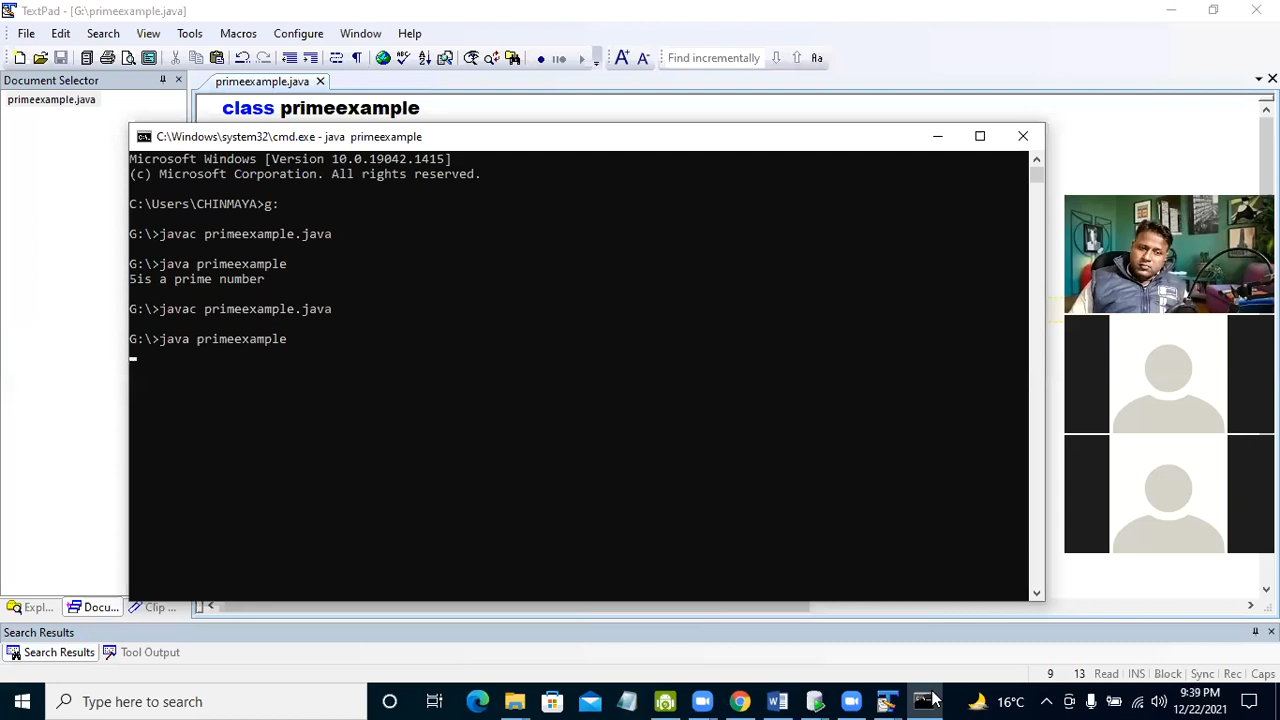 TextPad - [G:\primeexample.java]
File Edit Search View Tools Macros Configure Window Help
Find incrementally
Aa
Document Selector
primeexample.java
primeexample.java
class primeexample
C:\Windows\system32\cmd.exe - java  primeexample
Microsoft Windows [Version 10.0.19042.1415]
(c) Microsoft Corporation. All rights reserved.
C:\Users\CHINMAYA>g:
G:\>javac primeexample.java
G:\>java primeexample
5is a prime number
G:\>javac primeexample.java
G:\>java primeexample
Expl... Docu... Clip ...
Search Results
Search Results Tool Output
9 13 Read INS Block Sync Rec Caps
Type here to search
16°C
9:39 PM
12/22/2021